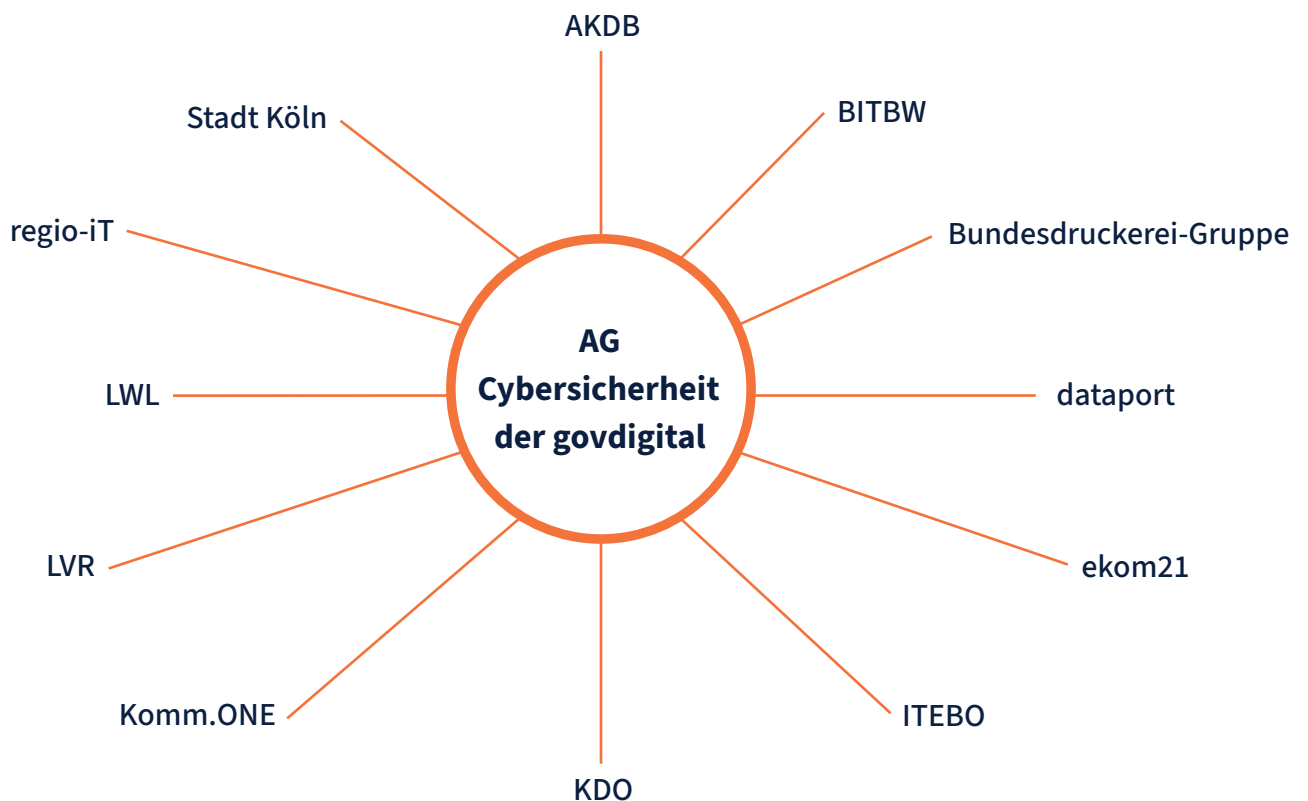 AKDB
BITBW
Bundesdruckerei-Gruppe
dataport
ekom21
ITEBO
KDO
Komm.ONE
LVR
LWL
regio-iT
Stadt Köln
AG
Cybersicherheit
der govdigital